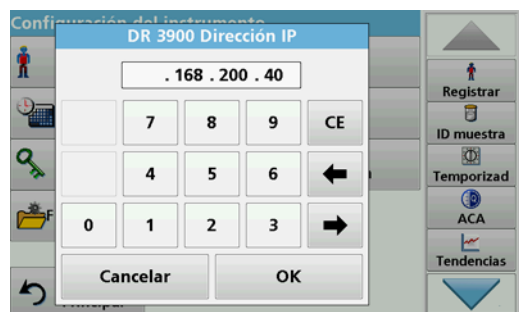 Configuración del instrumento
DR 3900 Dirección IP
. 168 . 200 . 40
7 8 9 CE
4 5 6
0 1 2 3
Cancelar OK
Principal
Registrar
ID muestra
Temporizad
ACA
Tendencias